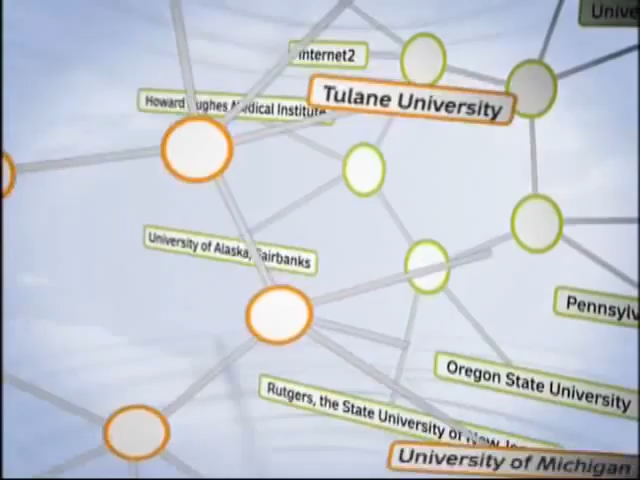 Internet2
Tulane University
Howard Hughes Medical Institute
University of Alaska, Fairbanks
Oregon State University
Rutgers, the State University of New
University of Michigan